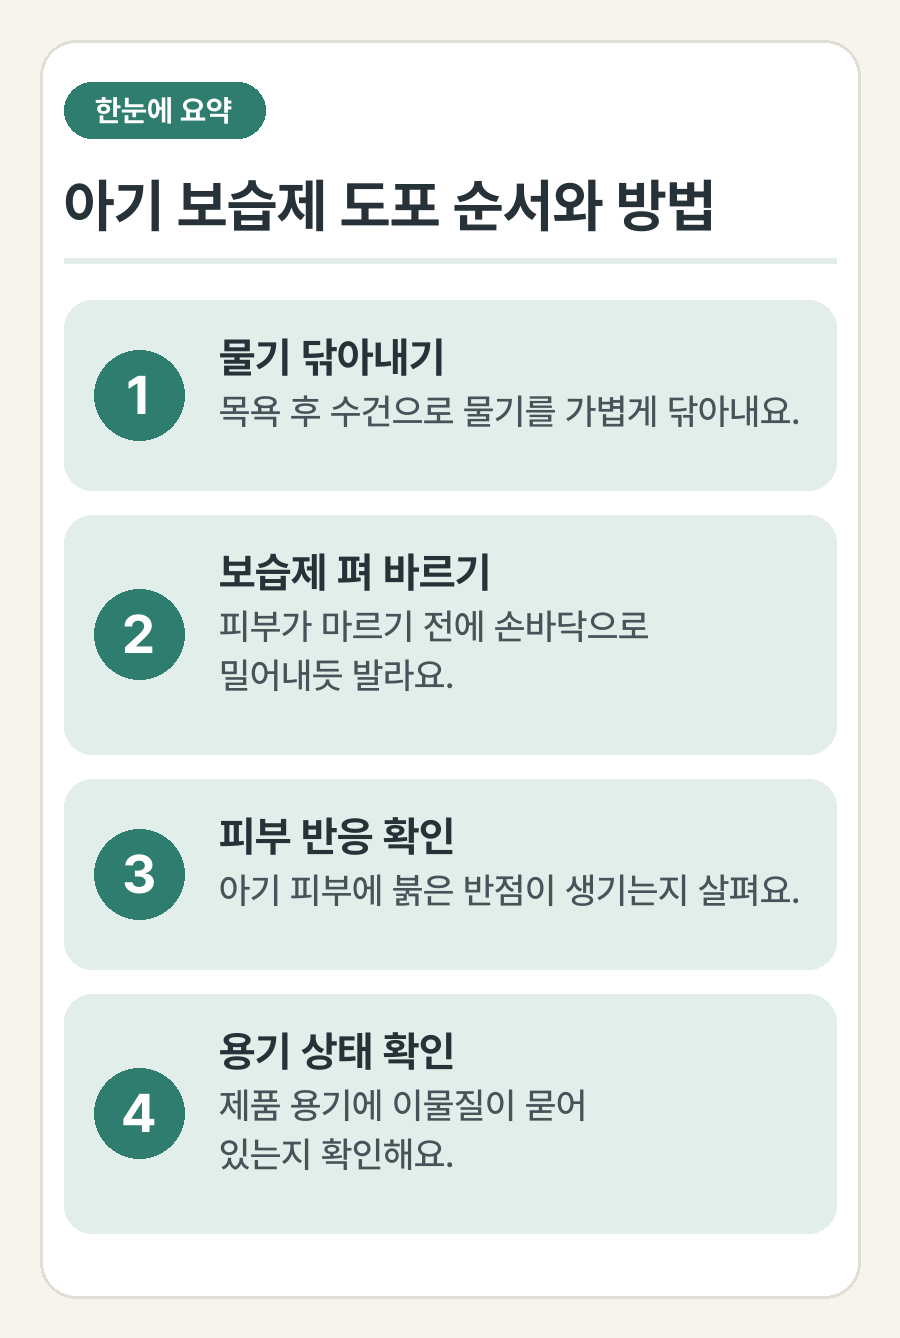 한눈에 요약
아기 보습제 도포 순서와 방법
1
물기 닦아내기
목욕 후 수건으로 물기를 가볍게 닦아내요.
2
보습제 펴 바르기
피부가 마르기 전에 손바닥으로
밀어내듯 발라요.
3
피부 반응 확인
아기 피부에 붉은 반점이 생기는지 살펴요.
4
용기 상태 확인
제품 용기에 이물질이 묻어
있는지 확인해요.